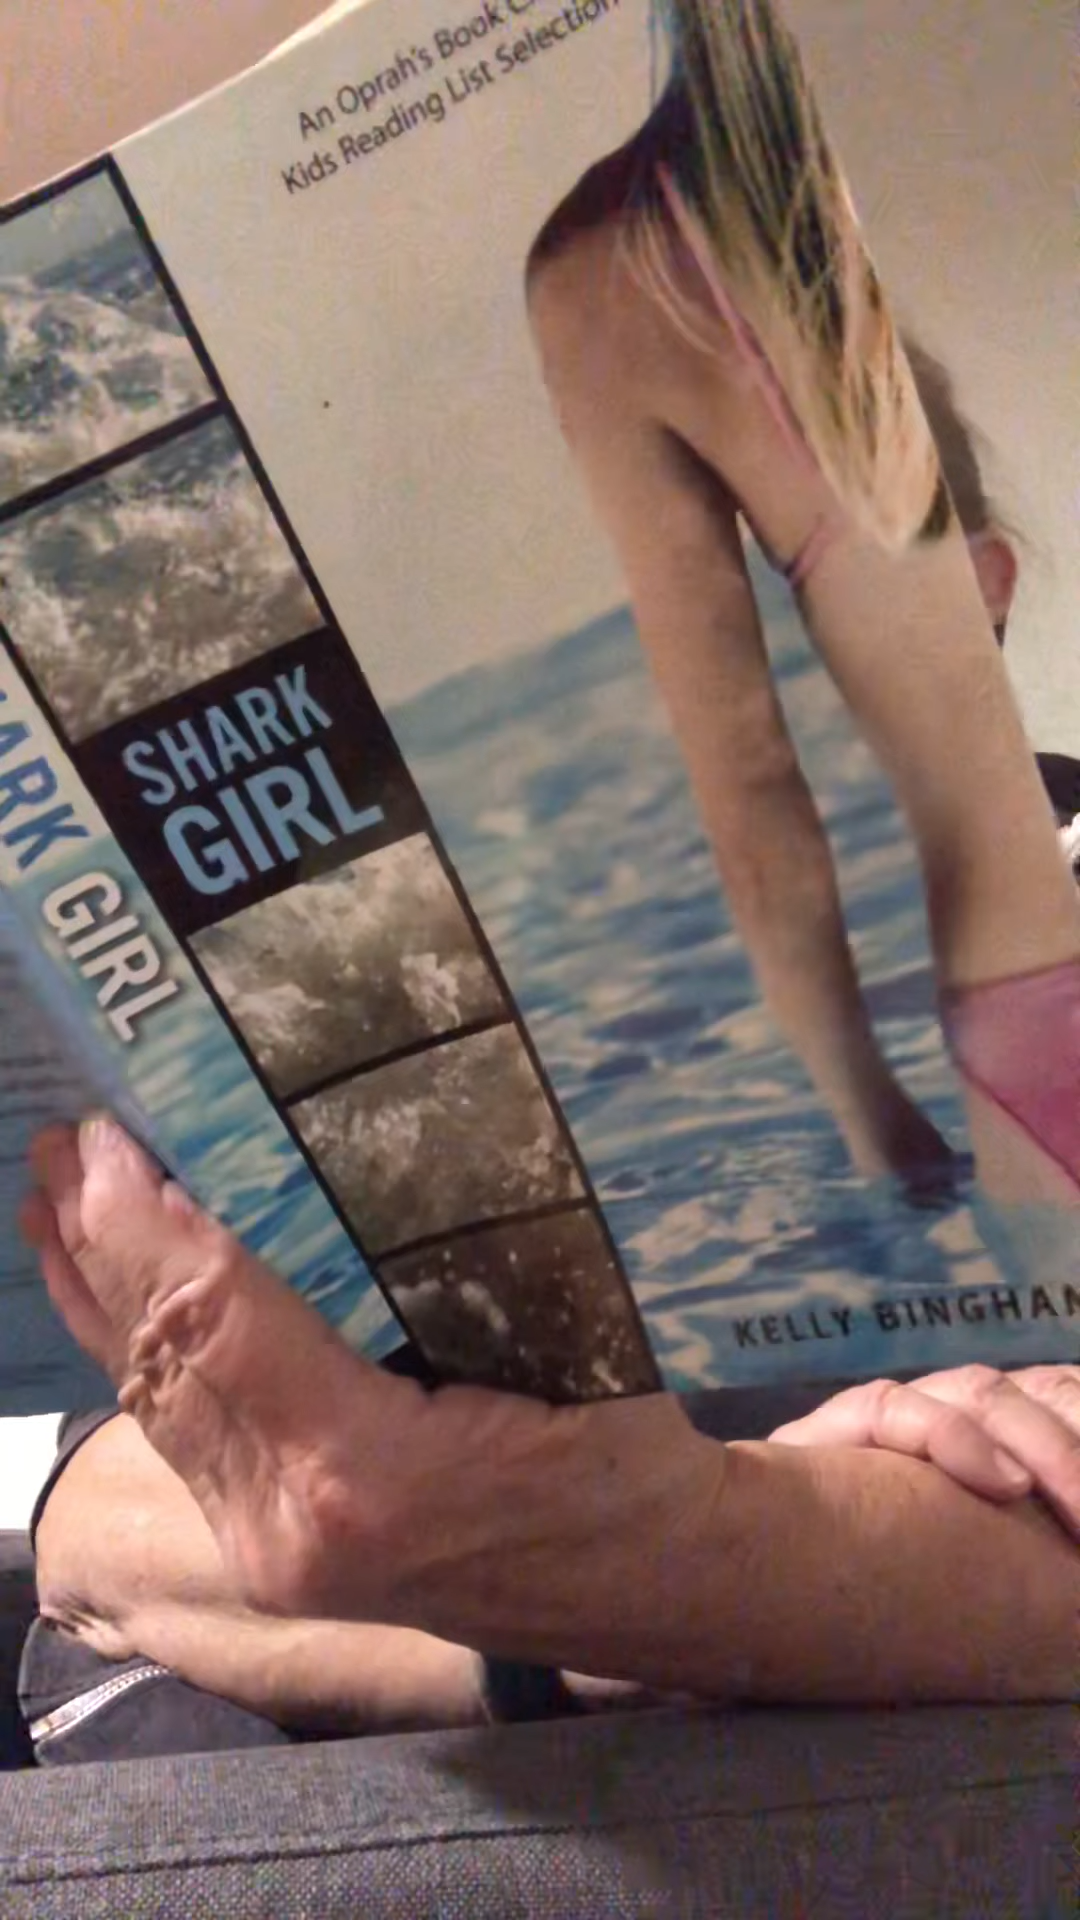 An Oprah's Book
Kids Reading List Selection
SHARK
GIRL
GIRL
KELLY BINGHAM